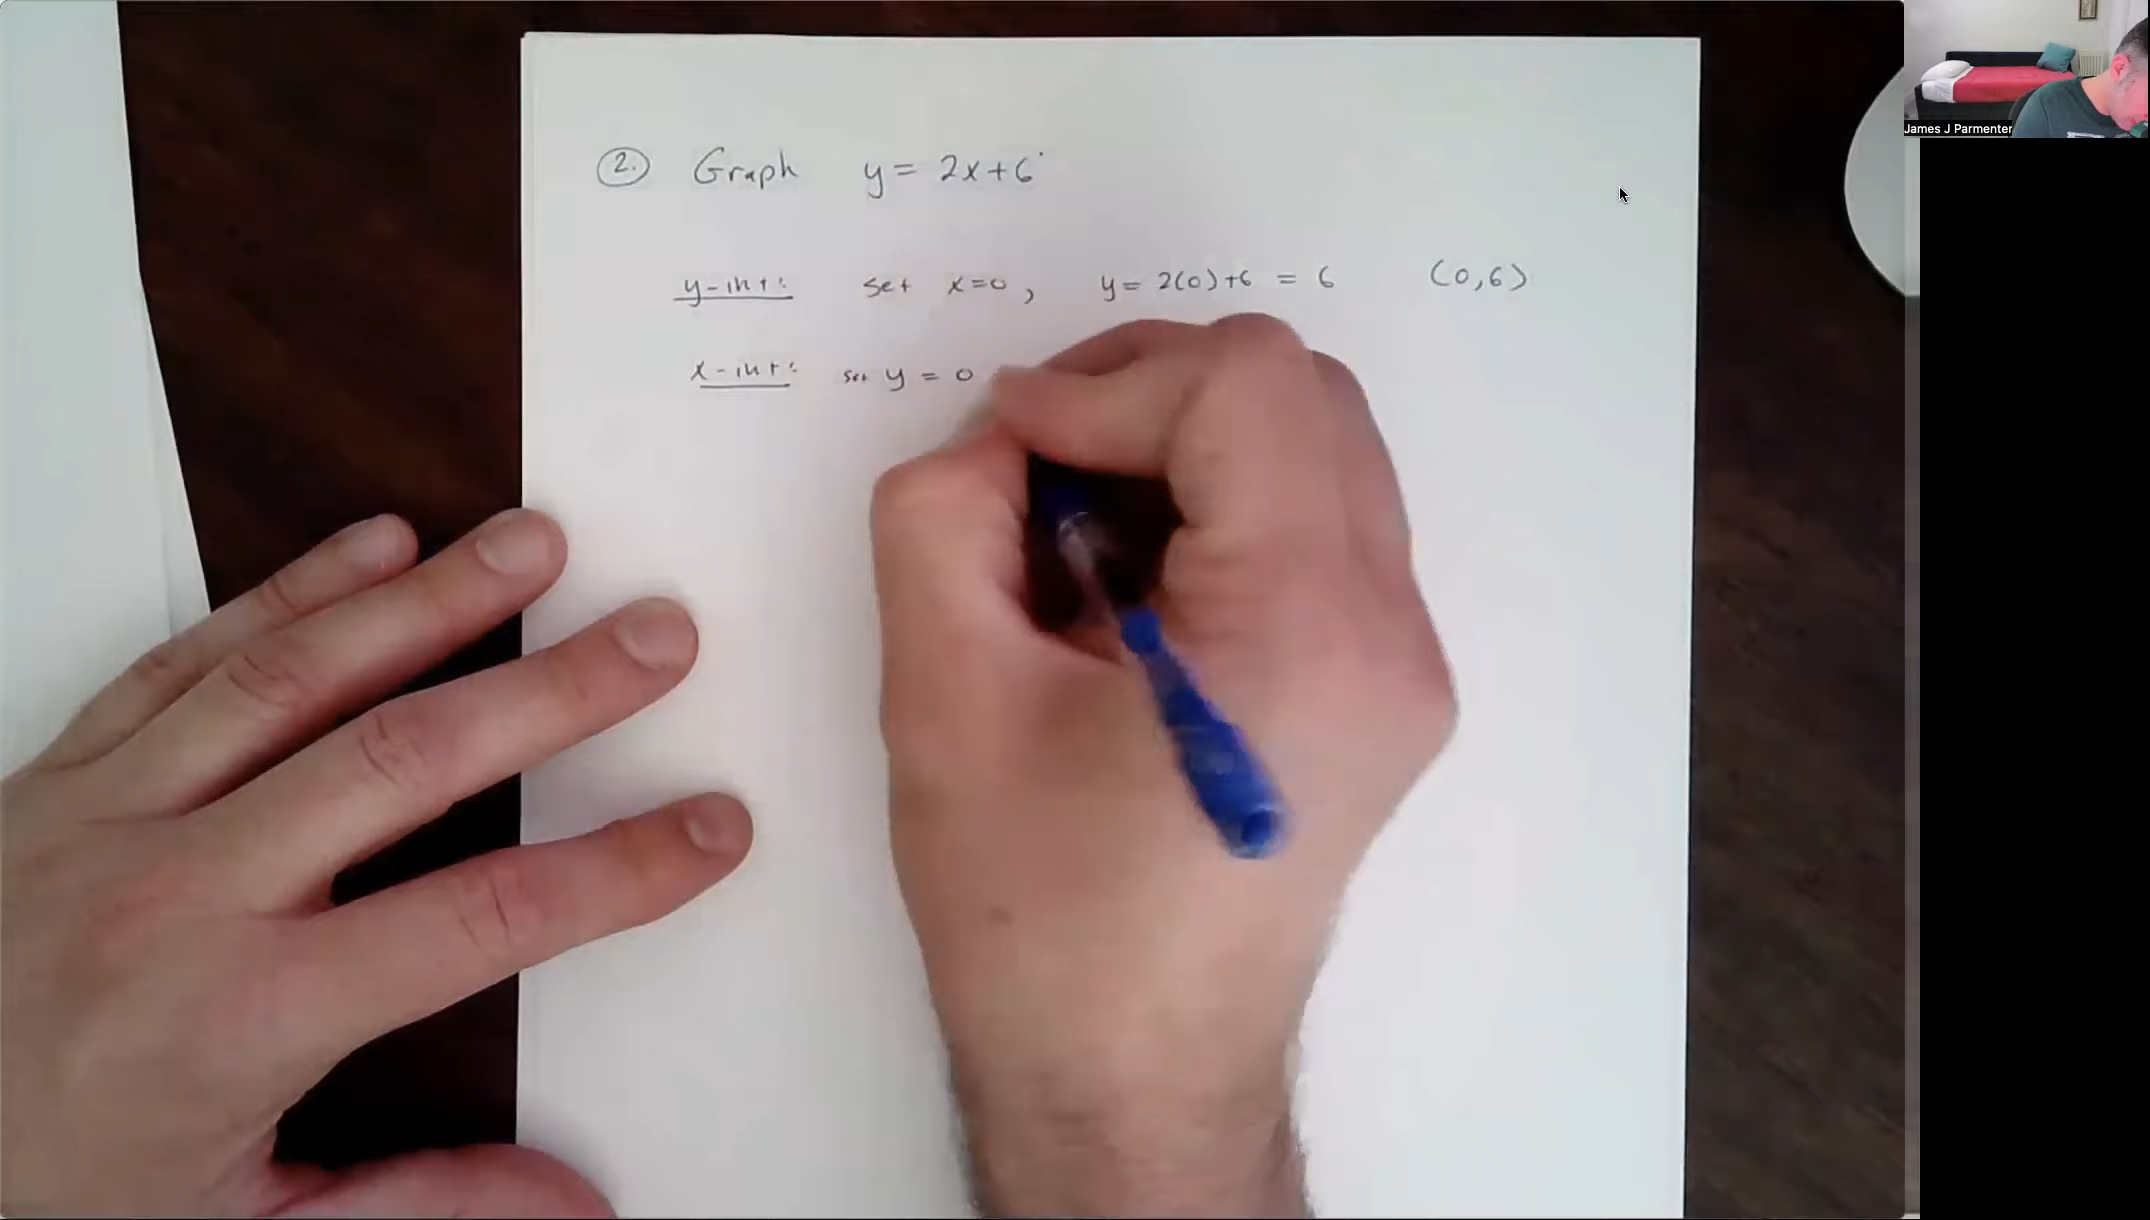 2. Graph y = 2x+6
y-int: set x=0, y = 2(0)+6 = 6 (0,6)
x-int: set y = 0
James J Parmenter